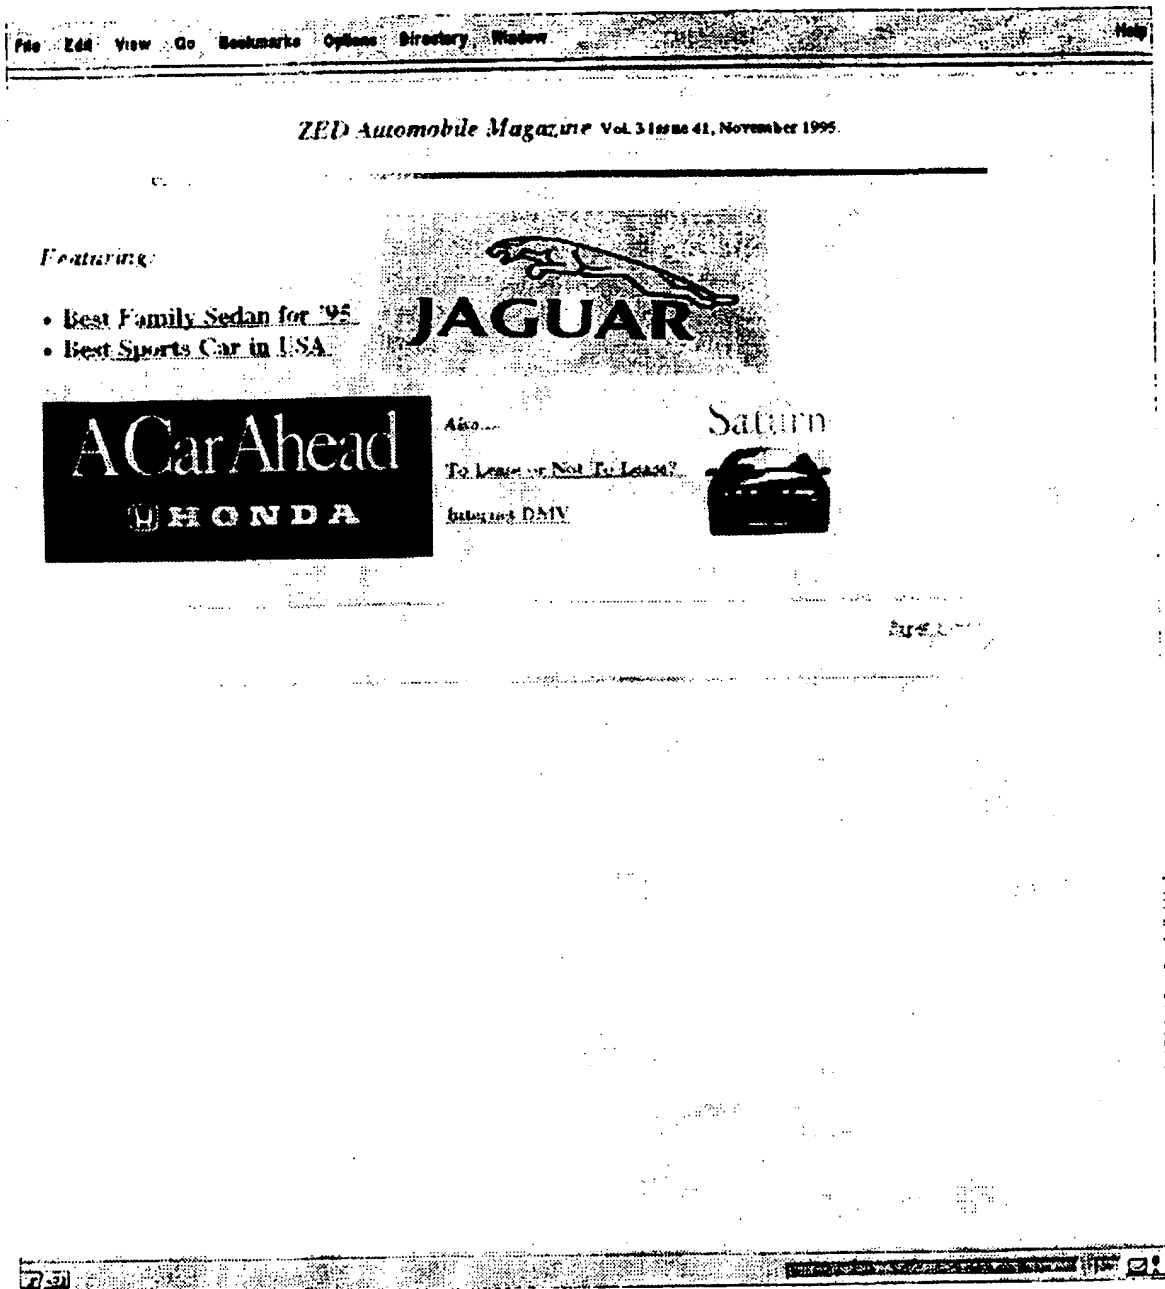 File Edit View Go Bookmarks Options Directory Window Help
ZED Automobile Magazine Vol. 3 Issue 41, November 1995.
Featuring:
• Best Family Sedan for '95
• Best Sports Car in USA
JAGUAR
A Car Ahead
HONDA
Also....
To Lease or Not To Lease?
Internet DMV
Saturn